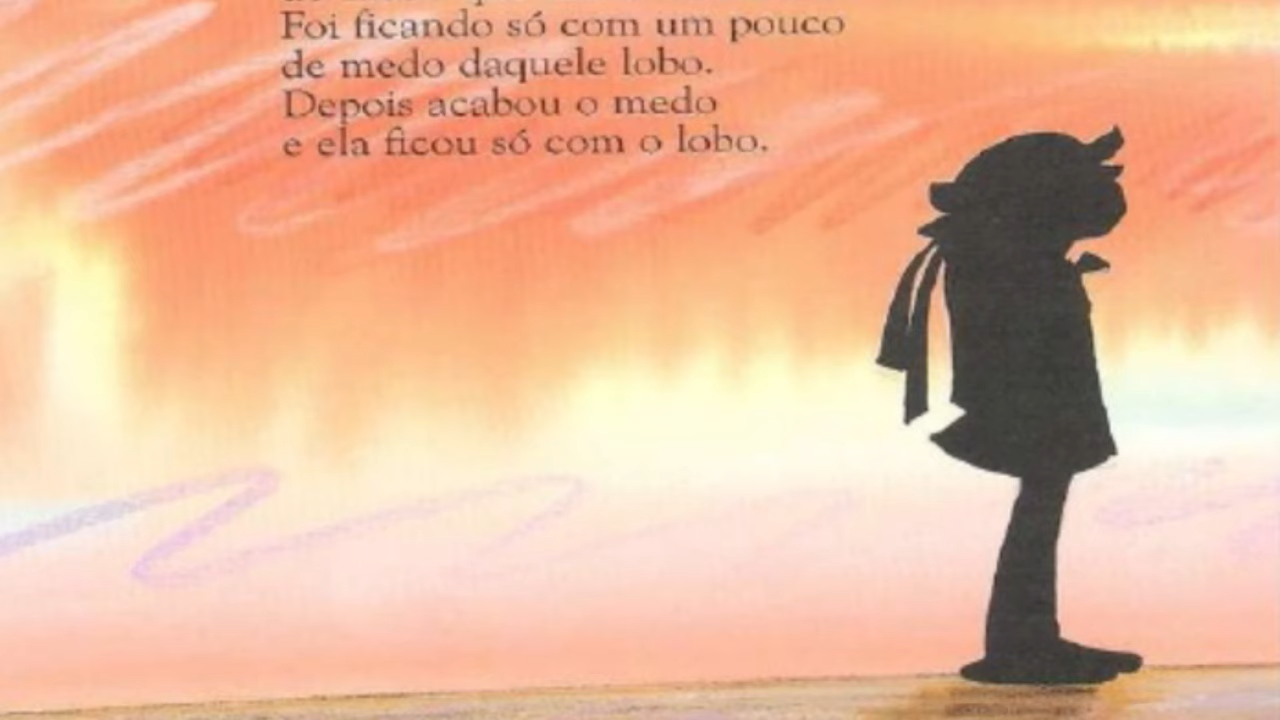 Foi ficando só com um pouco
de medo daquele lobo.
Depois acabou o medo
e ela ficou só com o lobo.